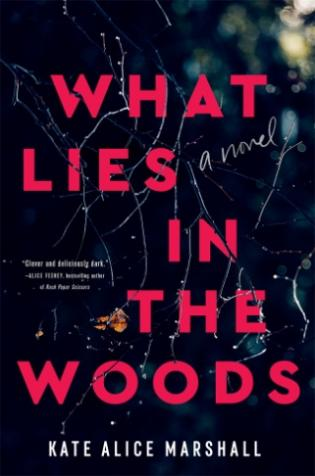 WHAT
LIES
a novel
IN
"Clever and deliciously dark."
—ALICE FEENEY, bestselling author
of Rock Paper Scissors
THE
WOODS
KATE ALICE MARSHALL